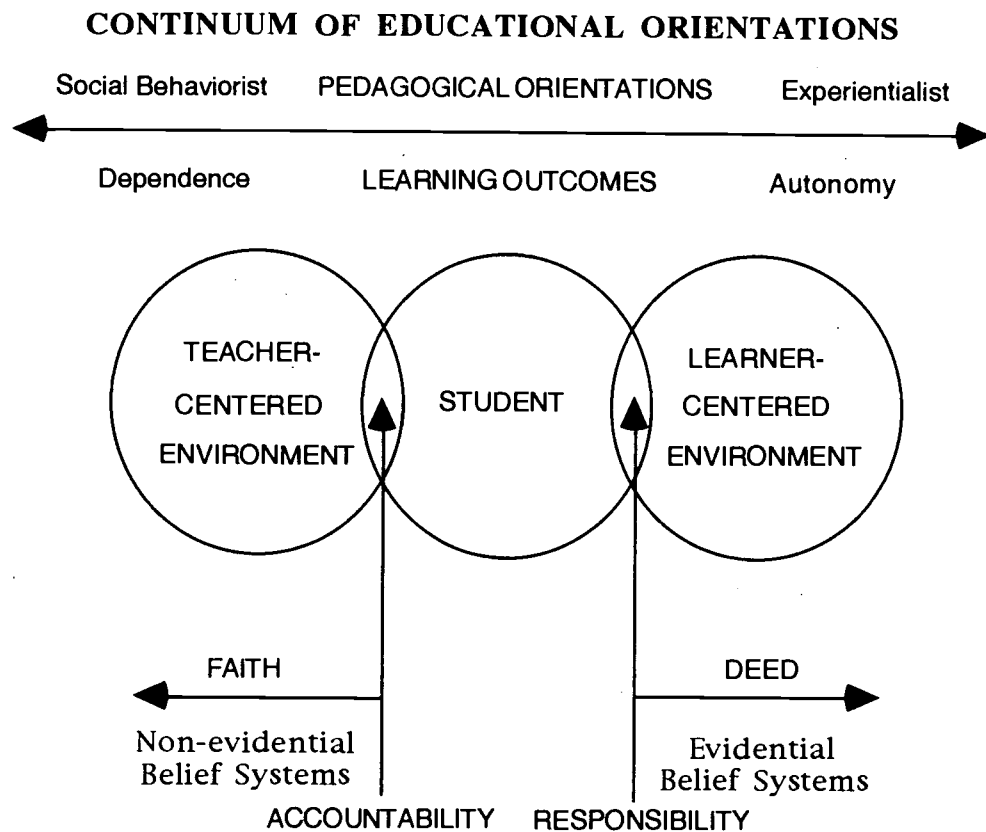 CONTINUUM OF EDUCATIONAL ORIENTATIONS
Social Behaviorist PEDAGOGICAL ORIENTATIONS Experientialist
Dependence LEARNING OUTCOMES Autonomy
TEACHER-
CENTERED
ENVIRONMENT
STUDENT
LEARNER-
CENTERED
ENVIRONMENT
FAITH
Non-evidential
Belief Systems
DEED
Evidential
Belief Systems
ACCOUNTABILITY RESPONSIBILITY